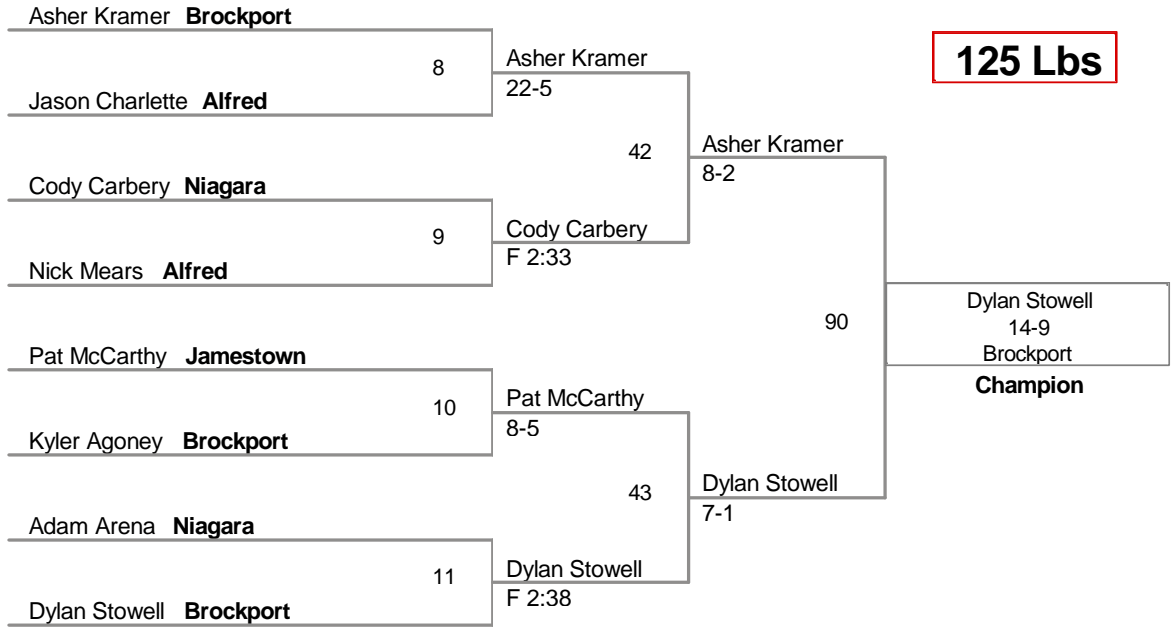 Asher Kramer Brockport
8
Jason Charlette Alfred
Asher Kramer
22-5
125 Lbs
42
Asher Kramer
8-2
Cody Carbery Niagara
9
Nick Mears Alfred
Cody Carbery
F 2:33
90
Dylan Stowell
14-9
Brockport
Champion
Pat McCarthy Jamestown
10
Kyler Agoney Brockport
Pat McCarthy
8-5
43
Dylan Stowell
7-1
Adam Arena Niagara
11
Dylan Stowell Brockport
Dylan Stowell
F 2:38